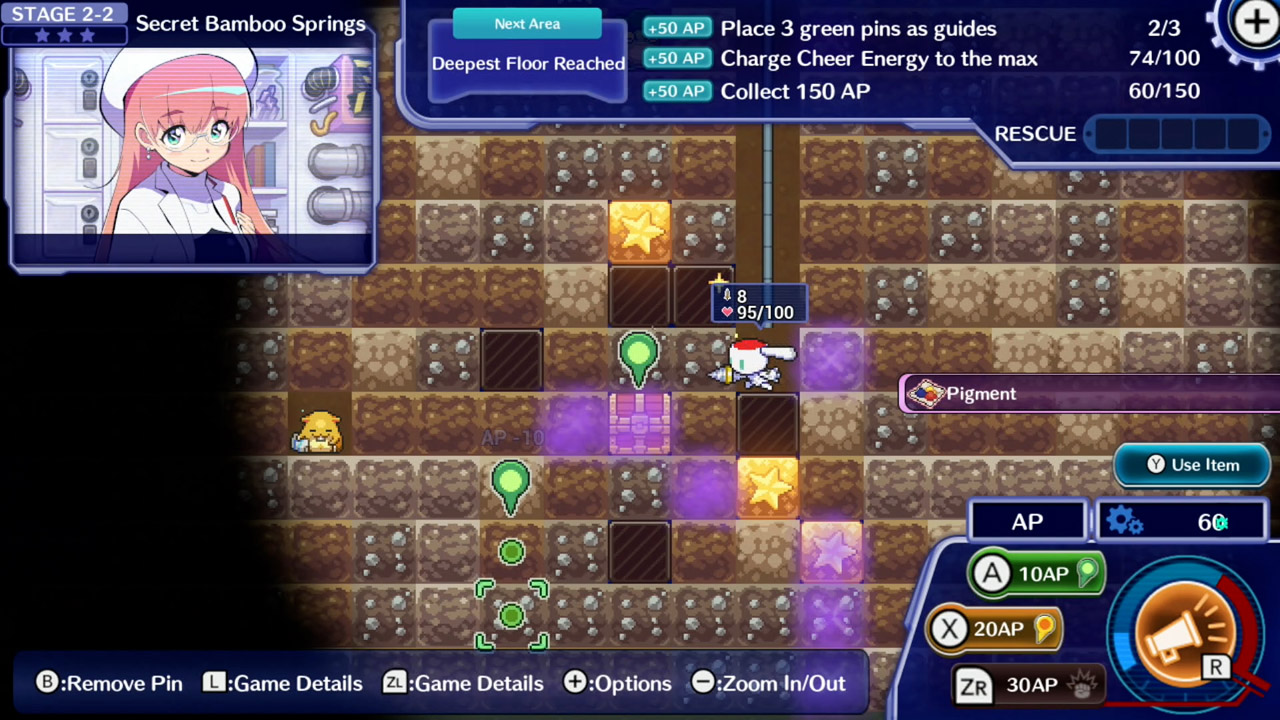 STAGE 2-2
Secret Bamboo Springs
Next Area
Deepest Floor Reached
+50 AP Place 3 green pins as guides 2/3
+50 AP Charge Cheer Energy to the max 74/100
+50 AP Collect 150 AP 60/150
RESCUE
8
95/100
Pigment
AP -10
Y Use Item
AP 60
A 10AP
X 20AP
ZR 30AP
R
B:Remove Pin L:Game Details ZL:Game Details +:Options −:Zoom In/Out